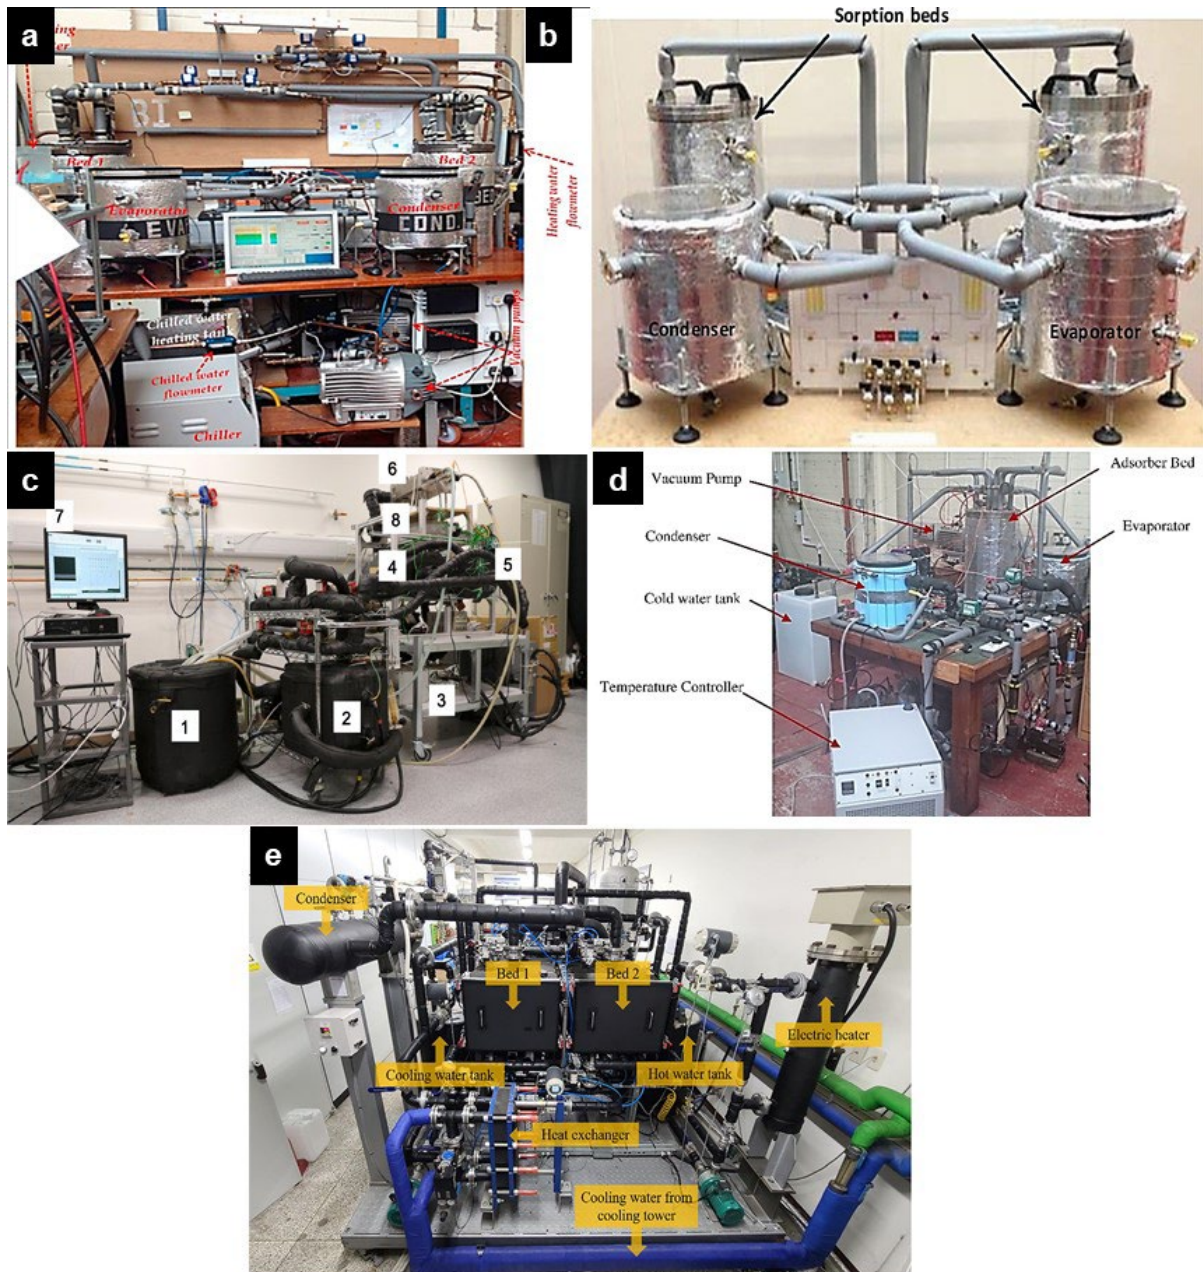 a
Bed 1
Bed 2
Evaporator
Condenser
EVA
COND.
Heating water
flowmeter
Chilled water
heating tank
Chilled water
flowmeter
Vacuum pumps
Chiller
b
Sorption beds
Condenser
Evaporator
c
6
7
8
4
5
3
1
2
d
Vacuum Pump
Adsorber Bed
Condenser
Evaporator
Cold water tank
Temperature Controller
e
Condenser
Bed 1
Bed 2
Electric heater
Cooling water tank
Hot water tank
Heat exchanger
Cooling water from
cooling tower